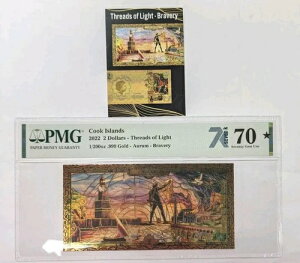 Threads of Light - Bravery
PMG
PAPER MONEY GUARANTY
Cook Islands
2022 2 Dollars - Threads of Light
1/200oz .999 Gold - Aurum - Bravery
70 ★